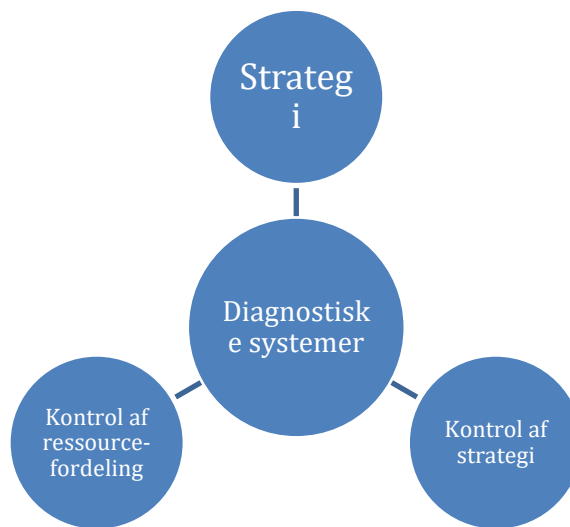 Strateg
i
Diagnostisk
e systemer
Kontrol af
ressource-
fordeling
Kontrol af
strategi